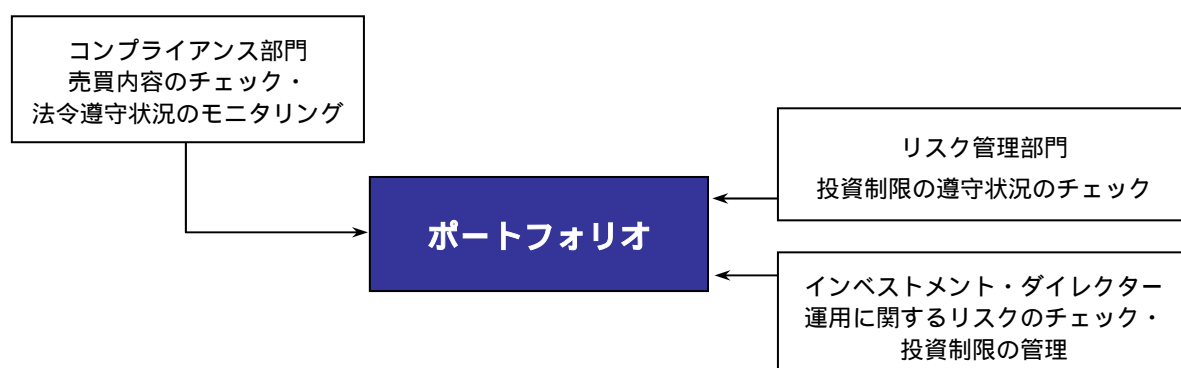 コンプライアンス部門
売買内容のチェック・
法令遵守状況のモニタリング
リスク管理部門
投資制限の遵守状況のチェック
ポートフォリオ
インベストメント・ダイレクター
運用に関するリスクのチェック・
投資制限の管理